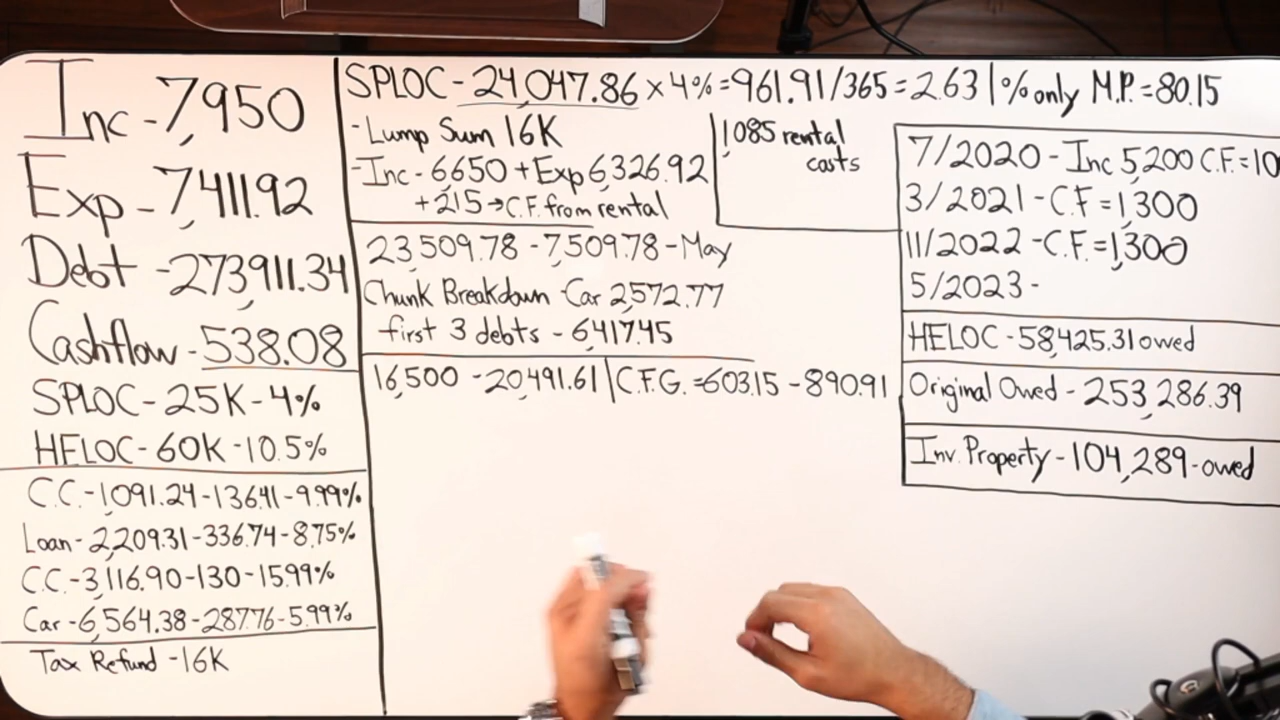 Inc - 7,950
Exp - 7,411.92
Debt - 273,911.34
Cashflow - 538.08
SPLOC - 25K - 4%
HELOC - 60K - 10.5%
C.C. - 1,091.24 - 136.41 - 9.99%
Loan - 2,209.31 - 336.74 - 8.75%
C.C. - 3,116.90 - 130 - 15.99%
Car - 6,564.38 - 287.76 - 5.99%
Tax Refund - 16K
SPLOC - 24,047.86 x 4% = 961.91/365 = 2.63 | % only M.P. = 80.15
- Lump Sum 16K
- Inc - 6650 + Exp 6,326.92
+ 215 → C.F. from rental
1,085 rental
costs
23,509.78 - 7,509.78 - May
Chunk Breakdown - Car 2,572.77
first 3 debts - 6,417.45
16,500 - 20,491.61 | C.F.G. = 603.15 - 890.91
7/2020 - Inc 5,200 C.F. = 10
3/2021 - C.F = 1,300
11/2022 - C.F. = 1,300
5/2023 -
HELOC - 58,425.31 owed
Original Owed - 253,286.39
Inv. Property - 104,289 - owed